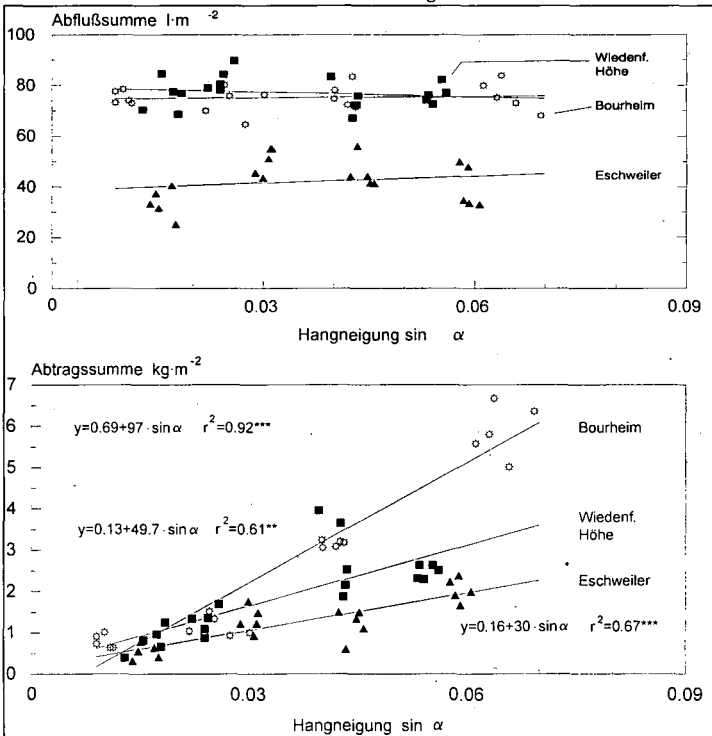 Abflußsumme l·m⁻²
100
80
60
40
20
0
0 0.03 0.06 0.09
Hangneigung sin α
Wiedenf. Höhe
Bourheim
Eschweiler
Abtragssumme kg·m⁻²
7
6
5
4
3
2
1
0
0 0.03 0.06 0.09
Hangneigung sin α
y=0.69+97·sin α r²=0.92***
Bourheim
y=0.13+49.7·sin α r²=0.61**
Wiedenf. Höhe
Eschweiler
y=0.16+30·sin α r²=0.67***